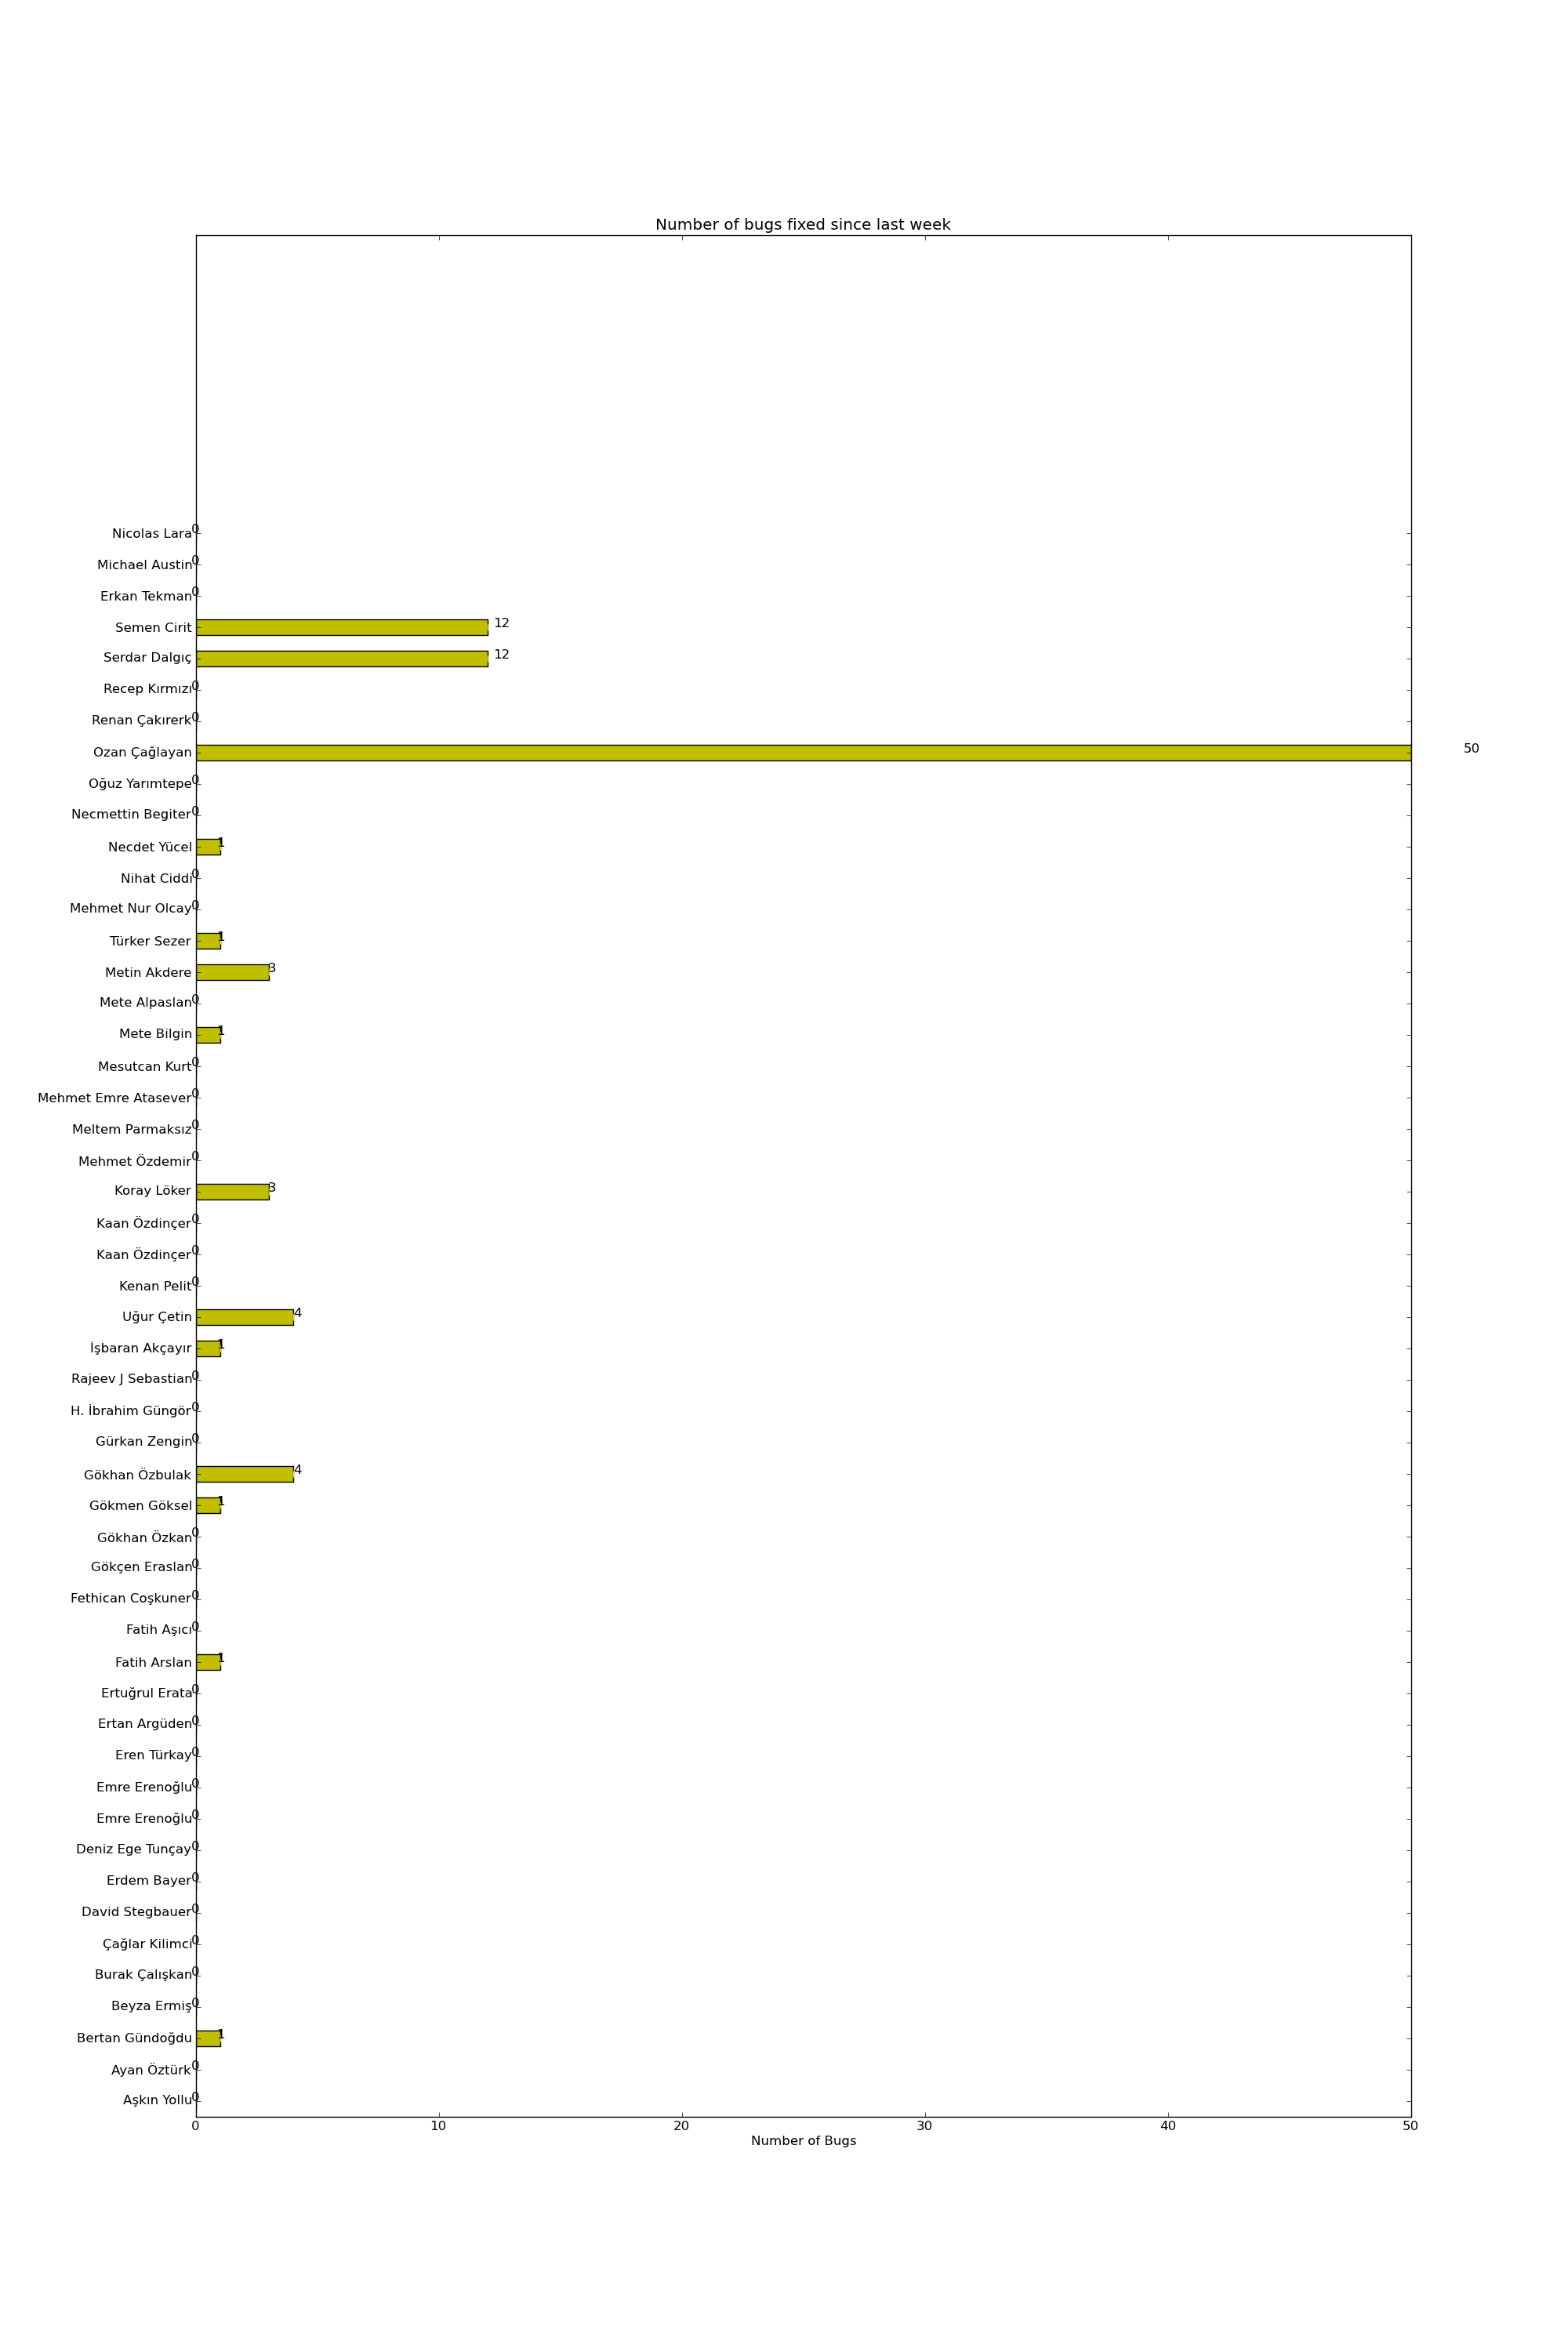 Number of bugs fixed since last week
Nicolas Lara 0
Michael Austin 0
Erkan Tekman 0
Semen Cirit 12
Serdar Dalgıç 12
Recep Kırmızı 0
Renan Çakırerk 0
Ozan Çağlayan 50
Oğuz Yarımtepe 0
Necmettin Begiter 0
Necdet Yücel 1
Nihat Ciddi 0
Mehmet Nur Olcay 0
Türker Sezer 1
Metin Akdere 3
Mete Alpaslan 0
Mete Bilgin 1
Mesutcan Kurt 0
Mehmet Emre Atasever 0
Meltem Parmaksız 0
Mehmet Özdemir 0
Koray Löker 3
Kaan Özdinçer 0
Kaan Özdinçer 0
Kenan Pelit 0
Uğur Çetin 4
İşbaran Akçayır 1
Rajeev J Sebastian 0
H. İbrahim Güngör 0
Gürkan Zengin 0
Gökhan Özbulak 4
Gökmen Göksel 1
Gökhan Özkan 0
Gökçen Eraslan 0
Fethican Coşkuner 0
Fatih Aşıcı 0
Fatih Arslan 1
Ertuğrul Erata 0
Ertan Argüden 0
Eren Türkay 0
Emre Erenoğlu 0
Emre Erenoğlu 0
Deniz Ege Tunçay 0
Erdem Bayer 0
David Stegbauer 0
Çağlar Kilimci 0
Burak Çalışkan 0
Beyza Ermiş 0
Bertan Gündoğdu 1
Ayan Öztürk 0
Aşkın Yollu 0
0 10 20 30 40 50
Number of Bugs